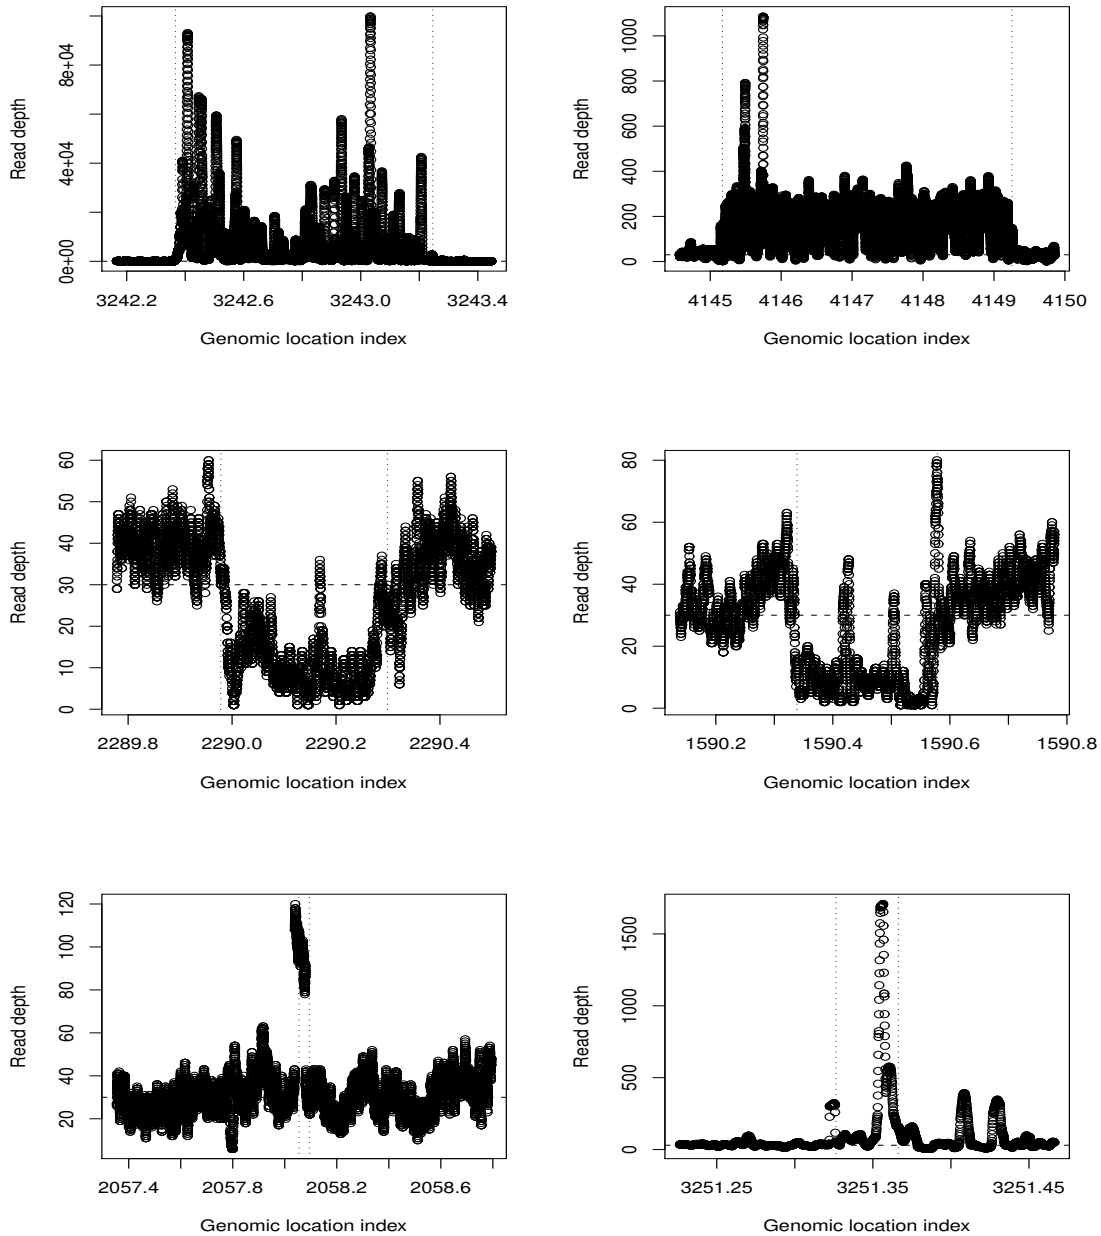 Read depth
0e+00 4e+04 8e+04
3242.2 3242.6 3243.0 3243.4
Genomic location index
Read depth
0 200 400 600 800 1000
4145 4146 4147 4148 4149 4150
Genomic location index
Read depth
0 10 20 30 40 50 60
2289.8 2290.0 2290.2 2290.4
Genomic location index
Read depth
0 20 40 60 80
1590.2 1590.4 1590.6 1590.8
Genomic location index
Read depth
20 40 60 80 100 120
2057.4 2057.8 2058.2 2058.6
Genomic location index
Read depth
0 500 1000 1500
3251.25 3251.35 3251.45
Genomic location index